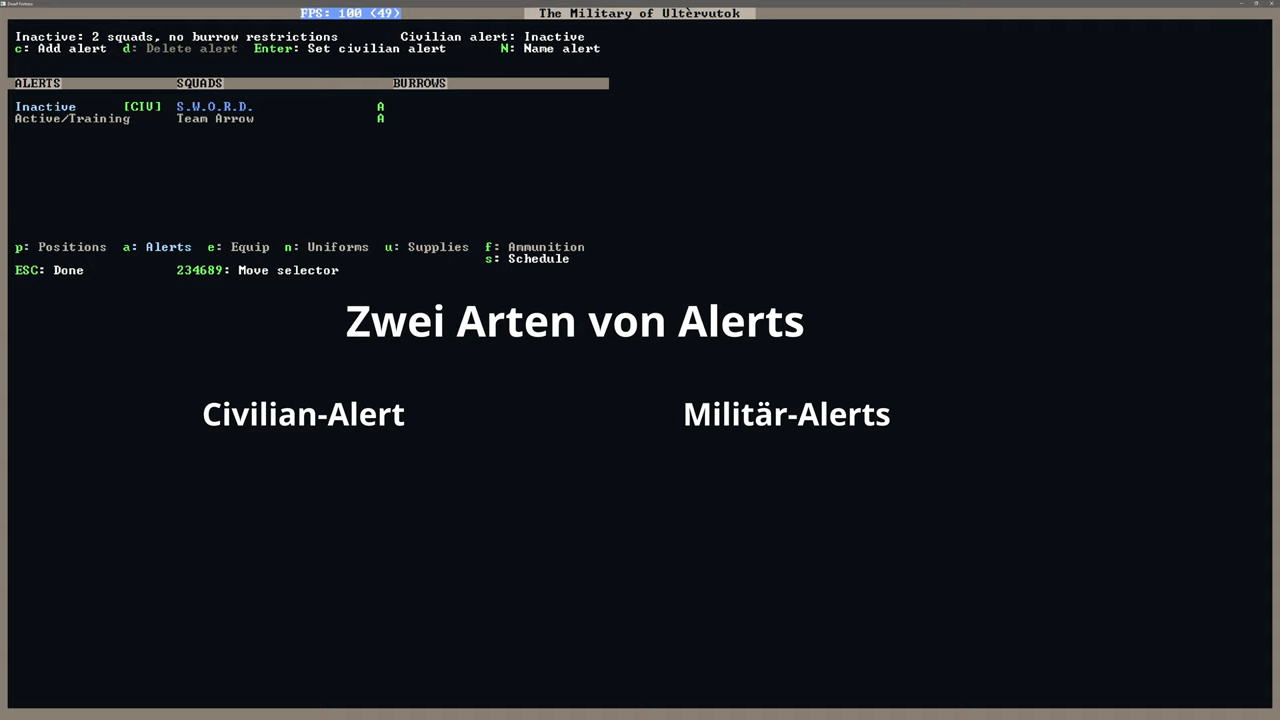 Dwarf Fortress
FPS: 100 (49) The Military of Ultèrvutok
Inactive: 2 squads, no burrow restrictions Civilian alert: Inactive
c: Add alert d: Delete alert Enter: Set civilian alert N: Name alert
ALERTS SQUADS BURROWS
Inactive [CIV] S.W.O.R.D. A
Active/Training Team Arrow A
p: Positions a: Alerts e: Equip n: Uniforms u: Supplies f: Ammunition
s: Schedule
ESC: Done 234689: Move selector
Zwei Arten von Alerts
Civilian-Alert Militär-Alerts